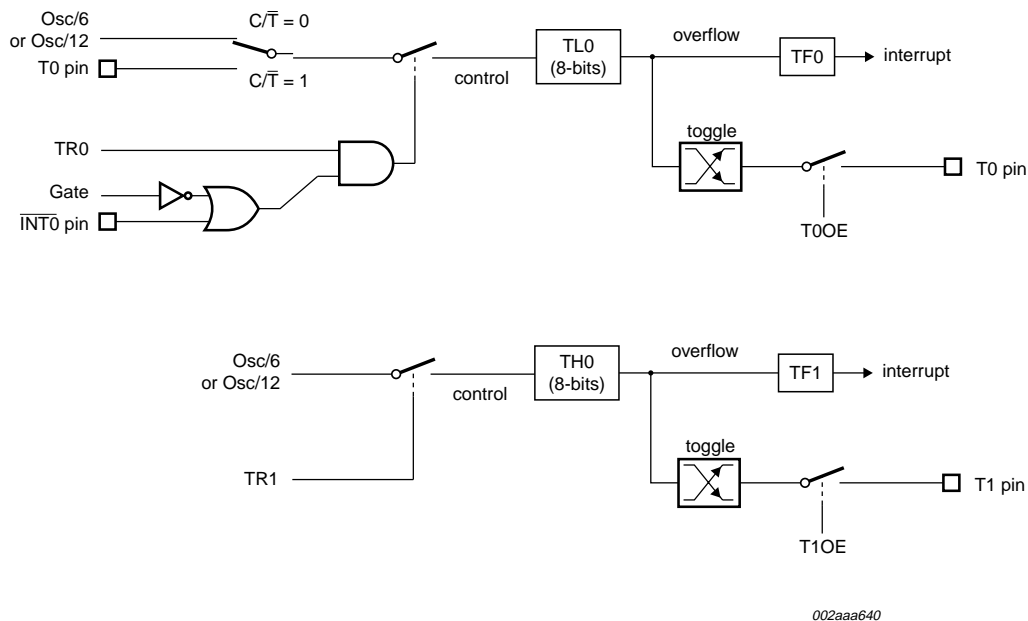 Osc/6
or Osc/12
C/T̅ = 0
T0 pin
C/T̅ = 1
control
TL0
(8-bits)
overflow
TF0
interrupt
toggle
TR0
Gate
I̅N̅T̅0̅ pin
T0 pin
T0OE
Osc/6
or Osc/12
control
TH0
(8-bits)
overflow
TF1
interrupt
toggle
TR1
T1 pin
T1OE
002aaa640